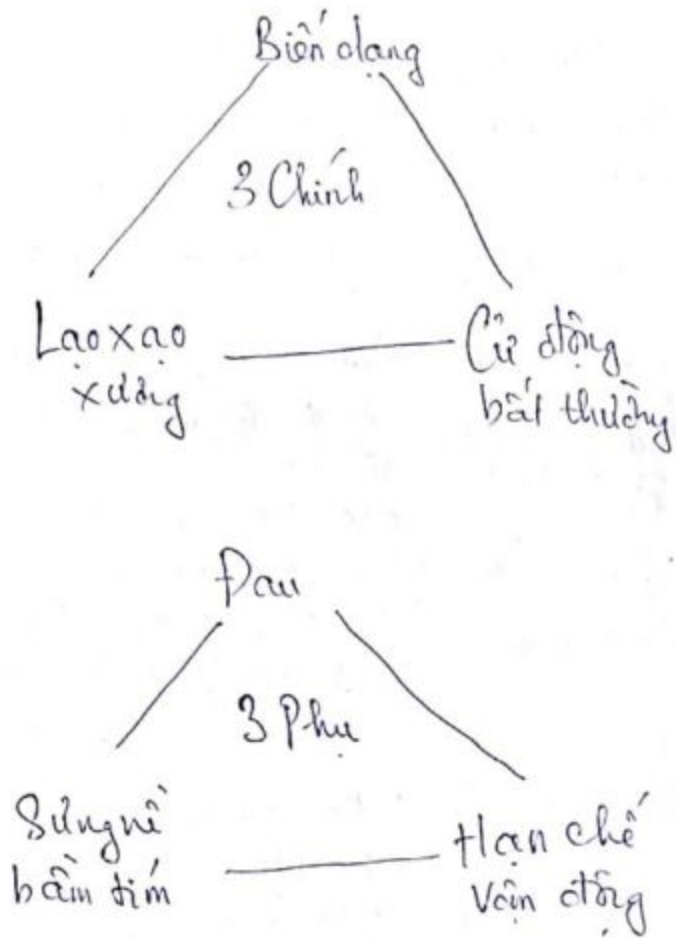 Biến dạng
3 Chính
Lạo xạo
xương
Cử động
bất thường
Đau
3 Phụ
Sưng nề
bầm tím
Hạn chế
vận động